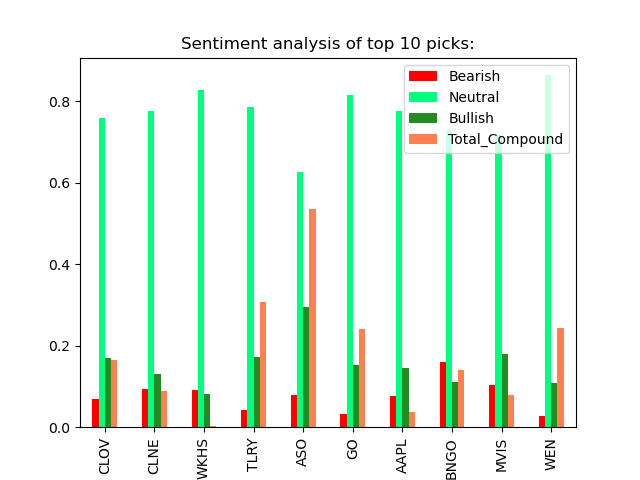 Sentiment analysis of top 10 picks:
Bearish
Neutral
Bullish
Total_Compound
0.8
0.6
0.4
0.2
0.0
CLOV
CLNE
WKHS
TLRY
ASO
GO
AAPL
BNGO
MVIS
WEN